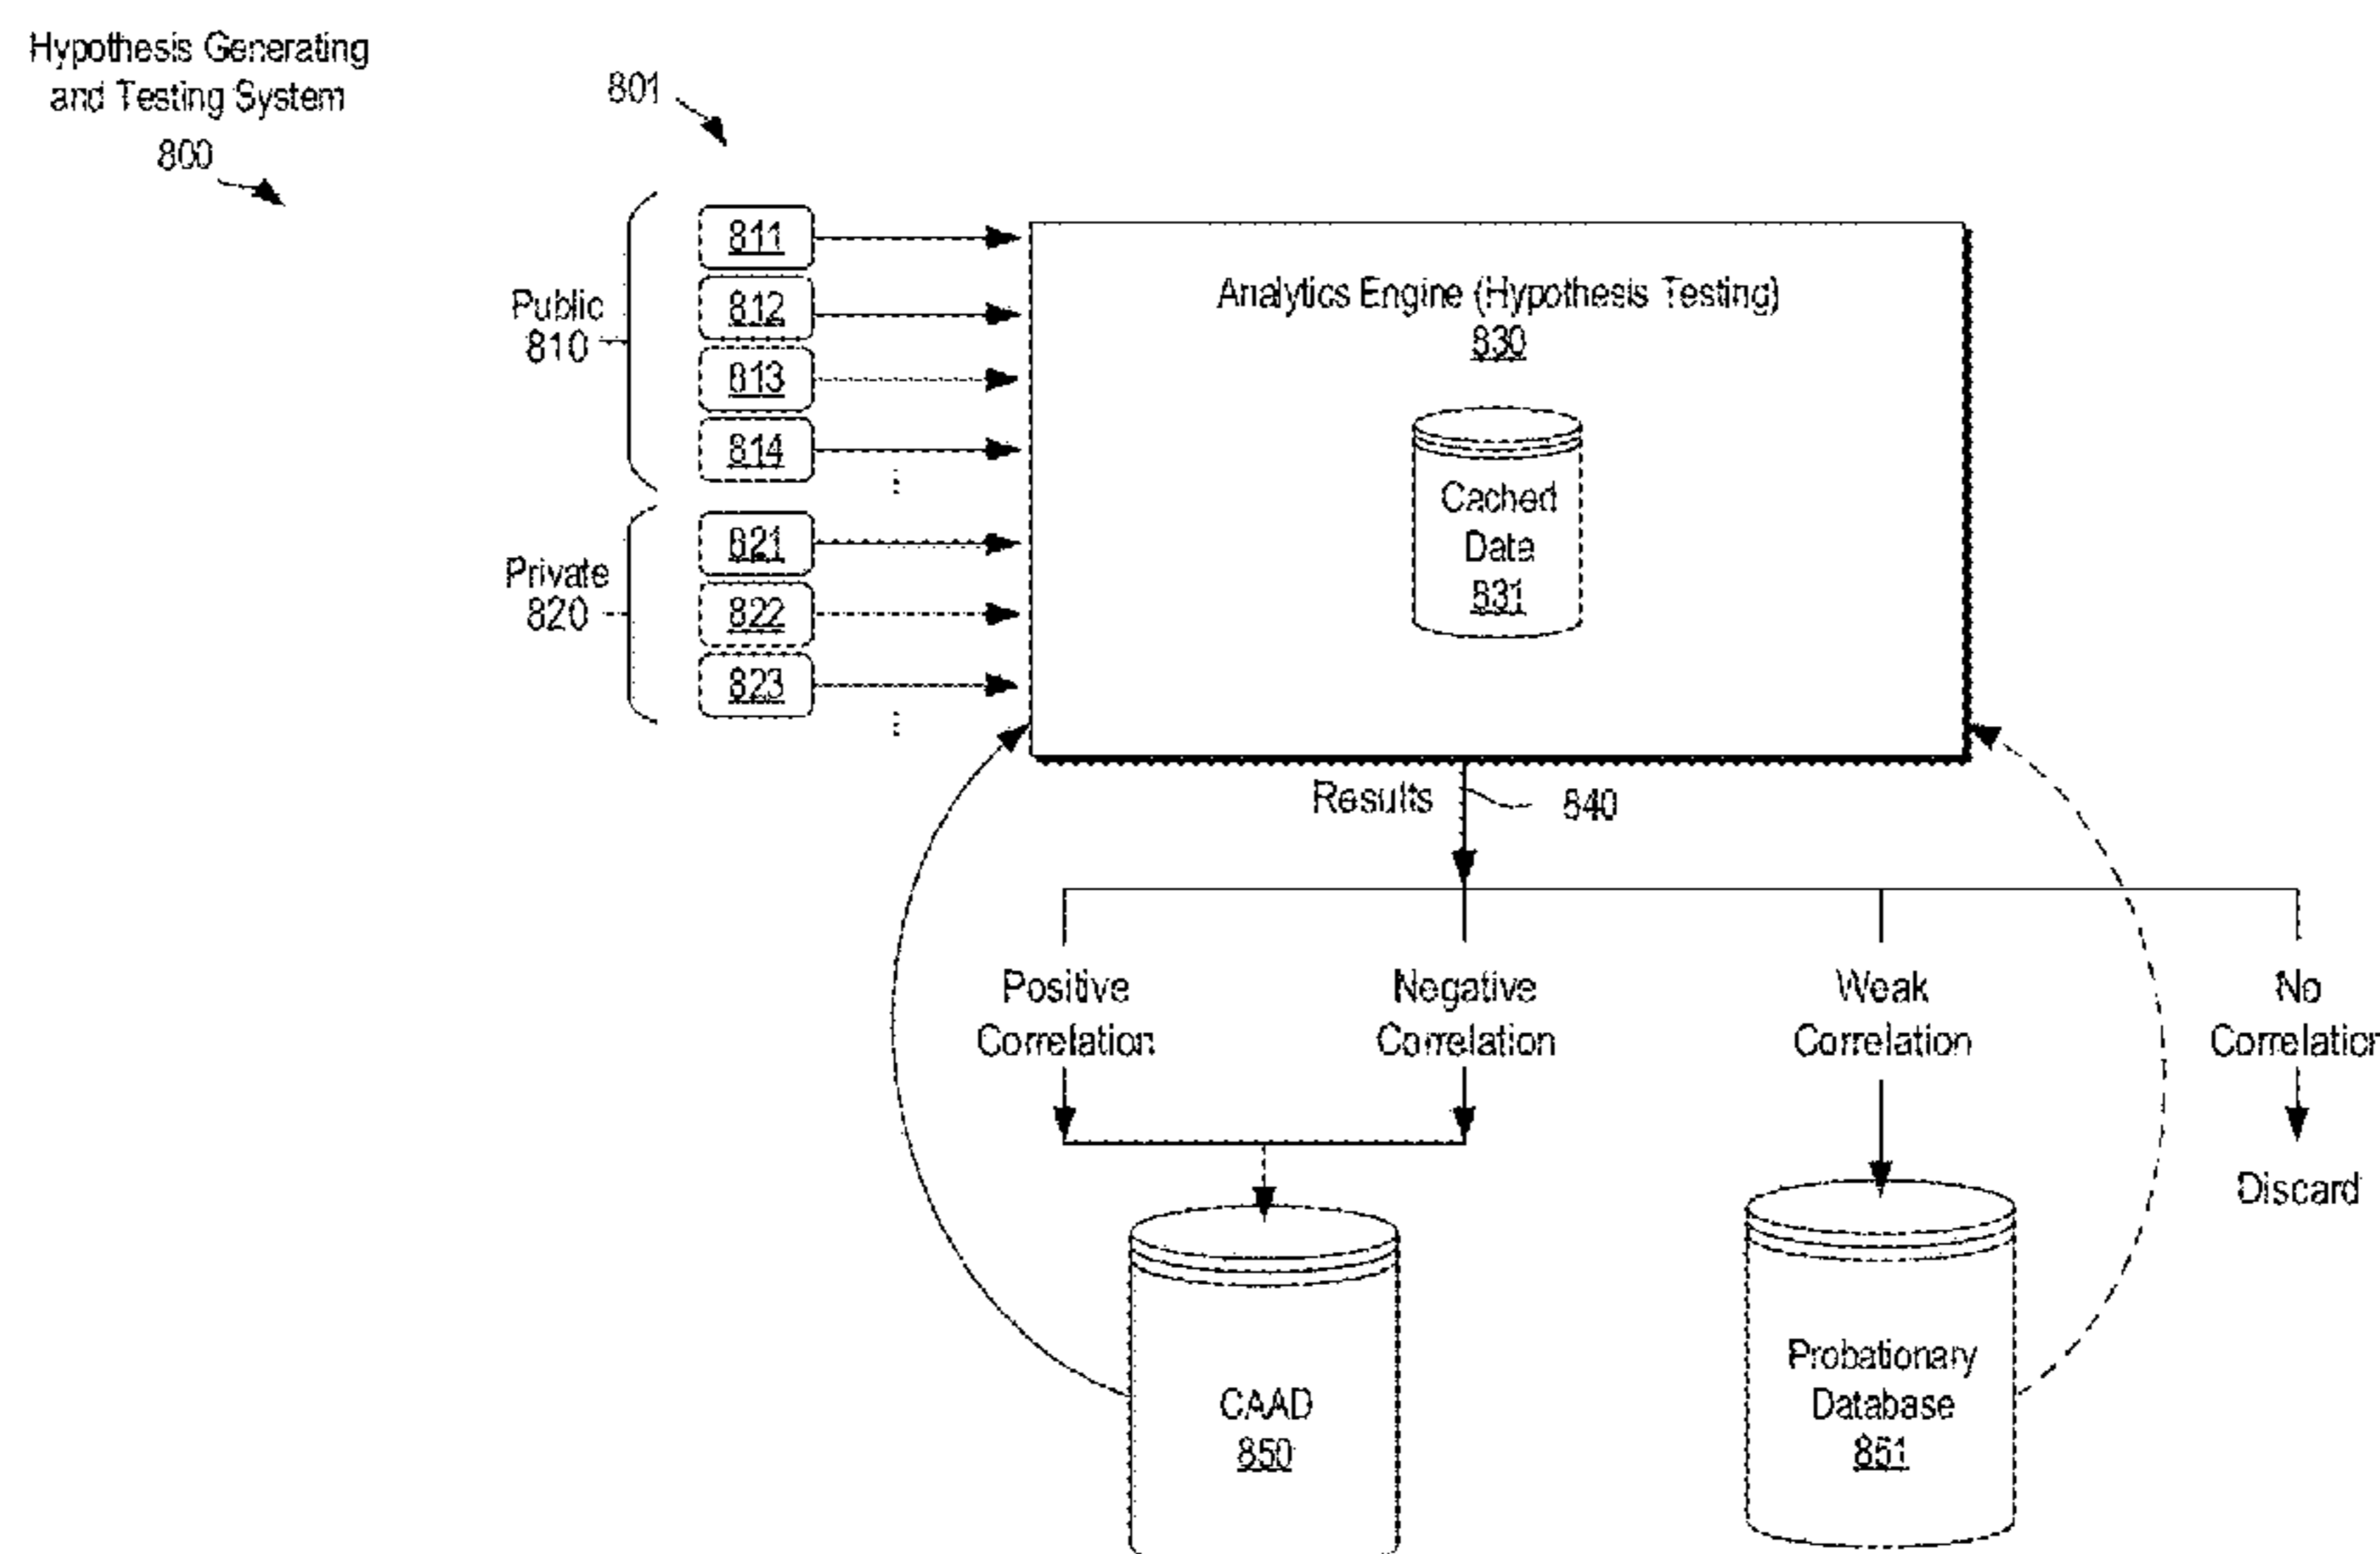 Hypothesis Generating
and Testing System
800
801
Public
810
811
812
813
814
Private
820
821
822
823
Analytics Engine (Hypothesis Testing)
830
Cached
Data
831
Results
840
Positive
Correlation
Negative
Correlation
Weak
Correlation
No
Correlation
Discard
CAAD
850
Probationary
Database
851